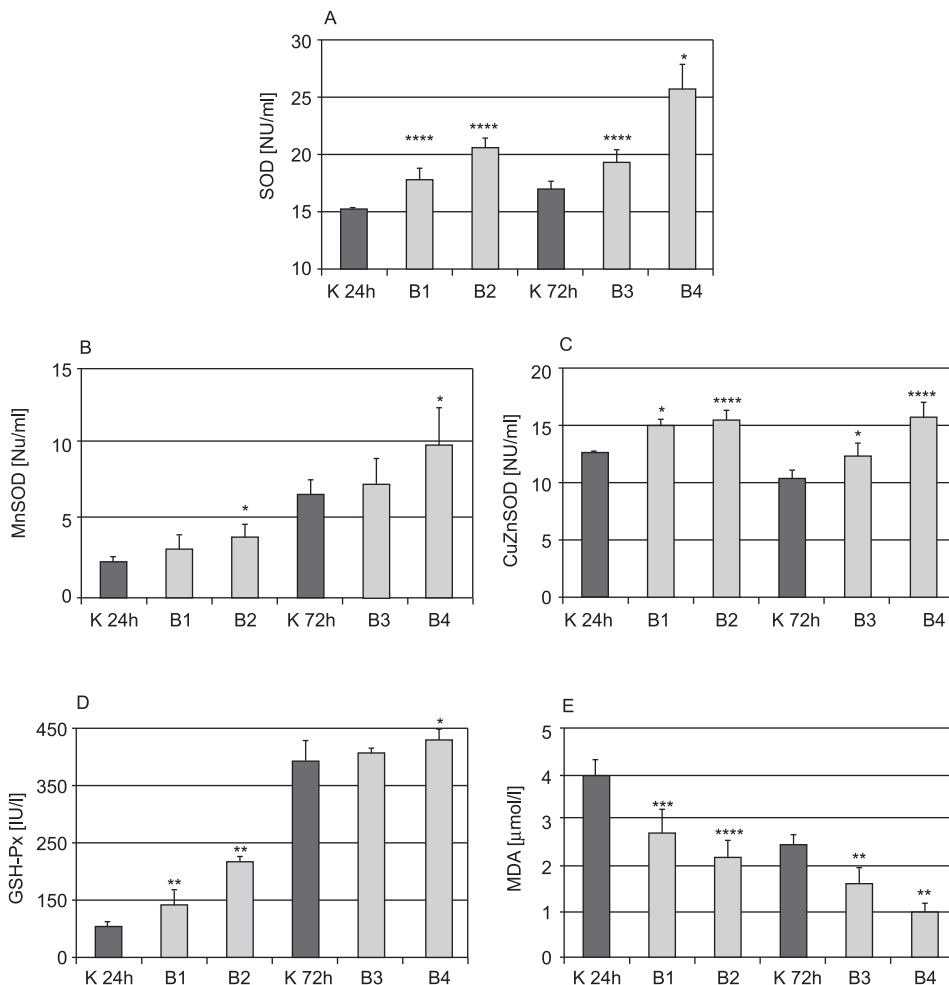 A
SOD [NU/ml]
30
25
20
15
10
**** **** **** *
K 24h B1 B2 K 72h B3 B4
B
MnSOD [Nu/ml]
15
10
5
0
* *
K 24h B1 B2 K 72h B3 B4
C
CuZnSOD [NU/ml]
20
15
10
5
0
* **** * ****
K 24h B1 B2 K 72h B3 B4
D
GSH-Px [IU/l]
450
350
250
150
0
** ** *
K 24h B1 B2 K 72h B3 B4
E
MDA [µmol/l]
5
4
3
2
1
0
*** **** ** **
K 24h B1 B2 K 72h B3 B4